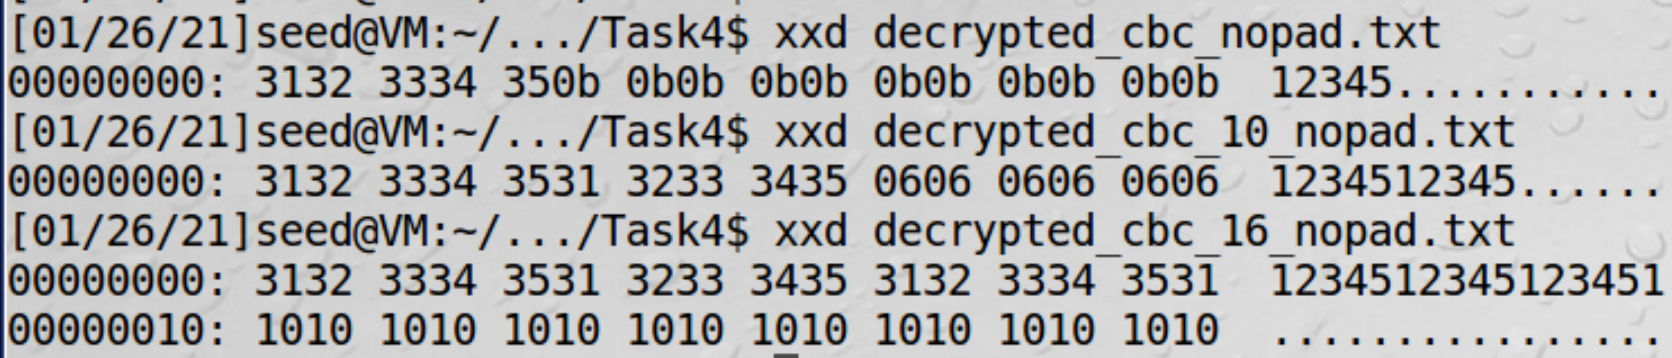 [01/26/21]seed@VM:~/.../Task4$ xxd decrypted_cbc_nopad.txt
00000000: 3132 3334 350b 0b0b 0b0b 0b0b 0b0b 0b0b  12345...........
[01/26/21]seed@VM:~/.../Task4$ xxd decrypted_cbc_10_nopad.txt
00000000: 3132 3334 3531 3233 3435 0606 0606 0606  1234512345......
[01/26/21]seed@VM:~/.../Task4$ xxd decrypted_cbc_16_nopad.txt
00000000: 3132 3334 3531 3233 3435 3132 3334 3531  1234512345123451
00000010: 1010 1010 1010 1010 1010 1010 1010 1010  ................